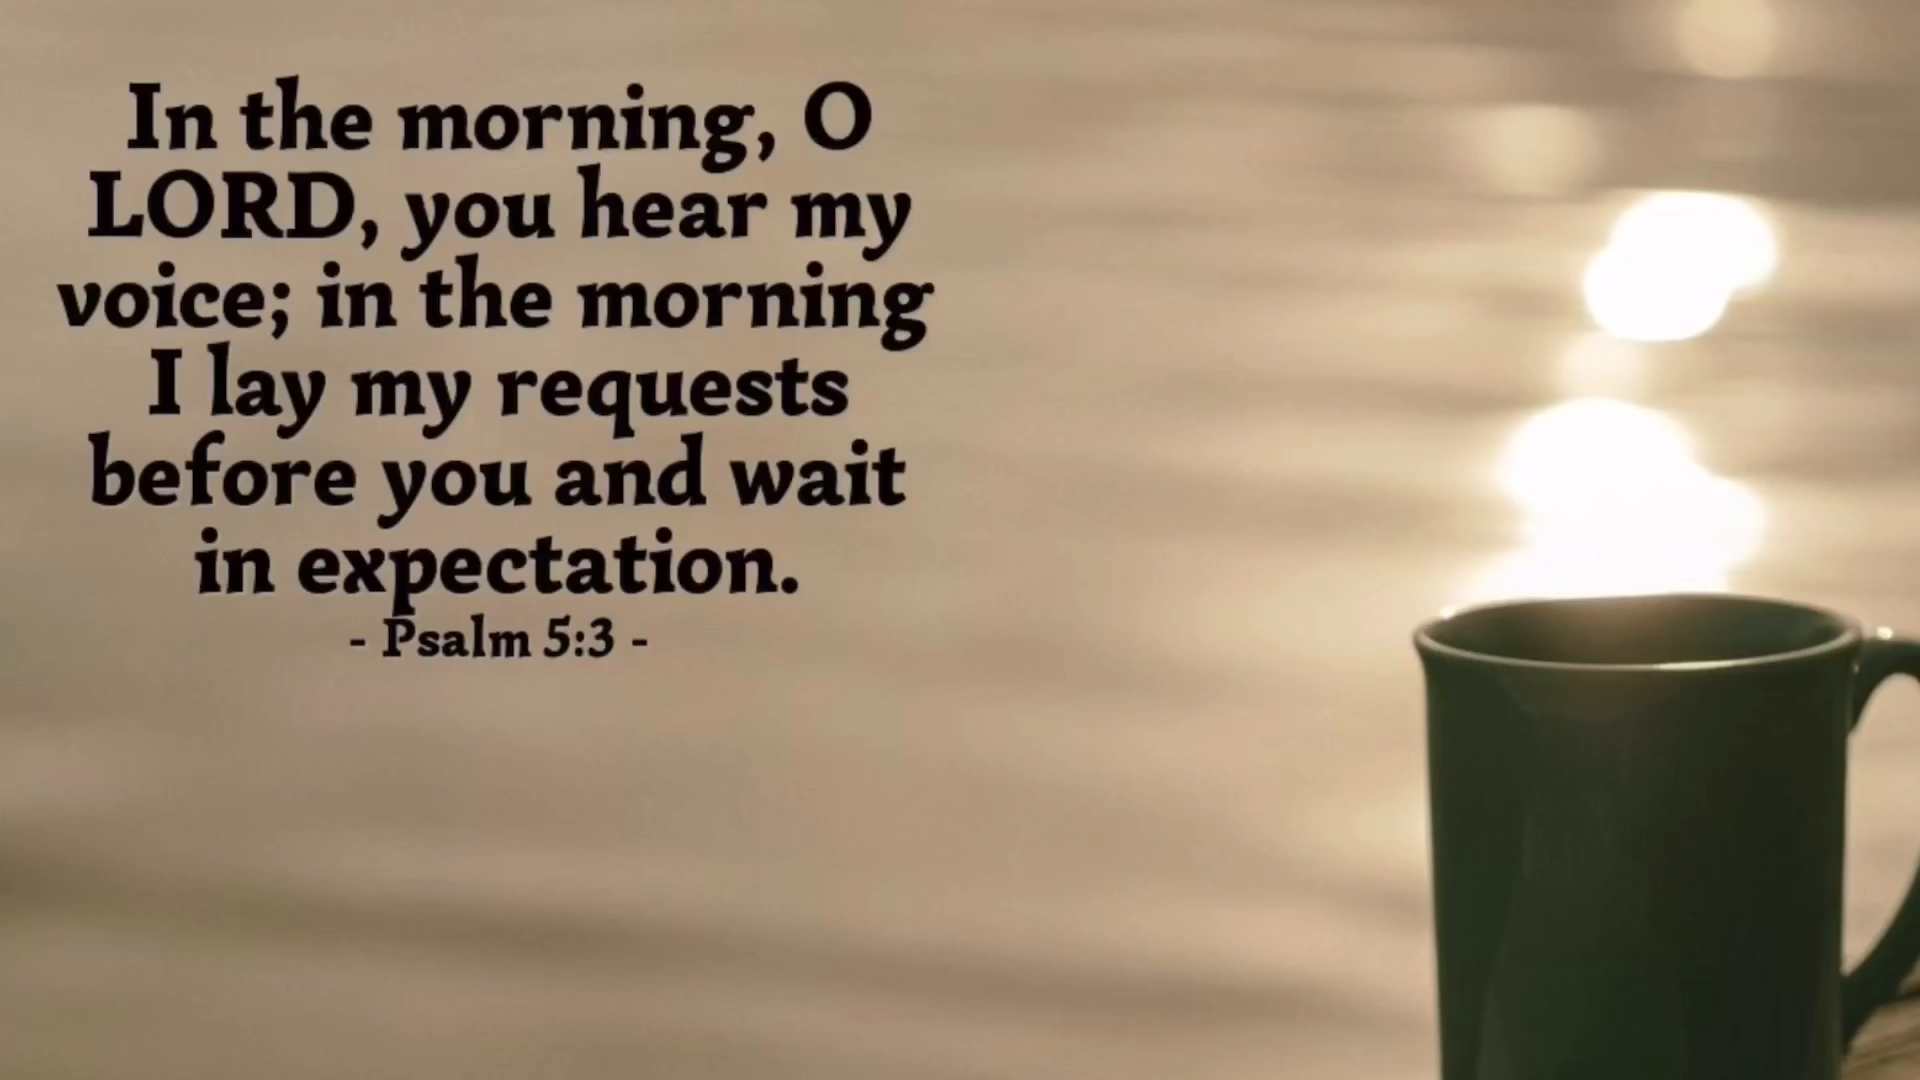 In the morning, O
LORD, you hear my
voice; in the morning
I lay my requests
before you and wait
in expectation.
- Psalm 5:3 -